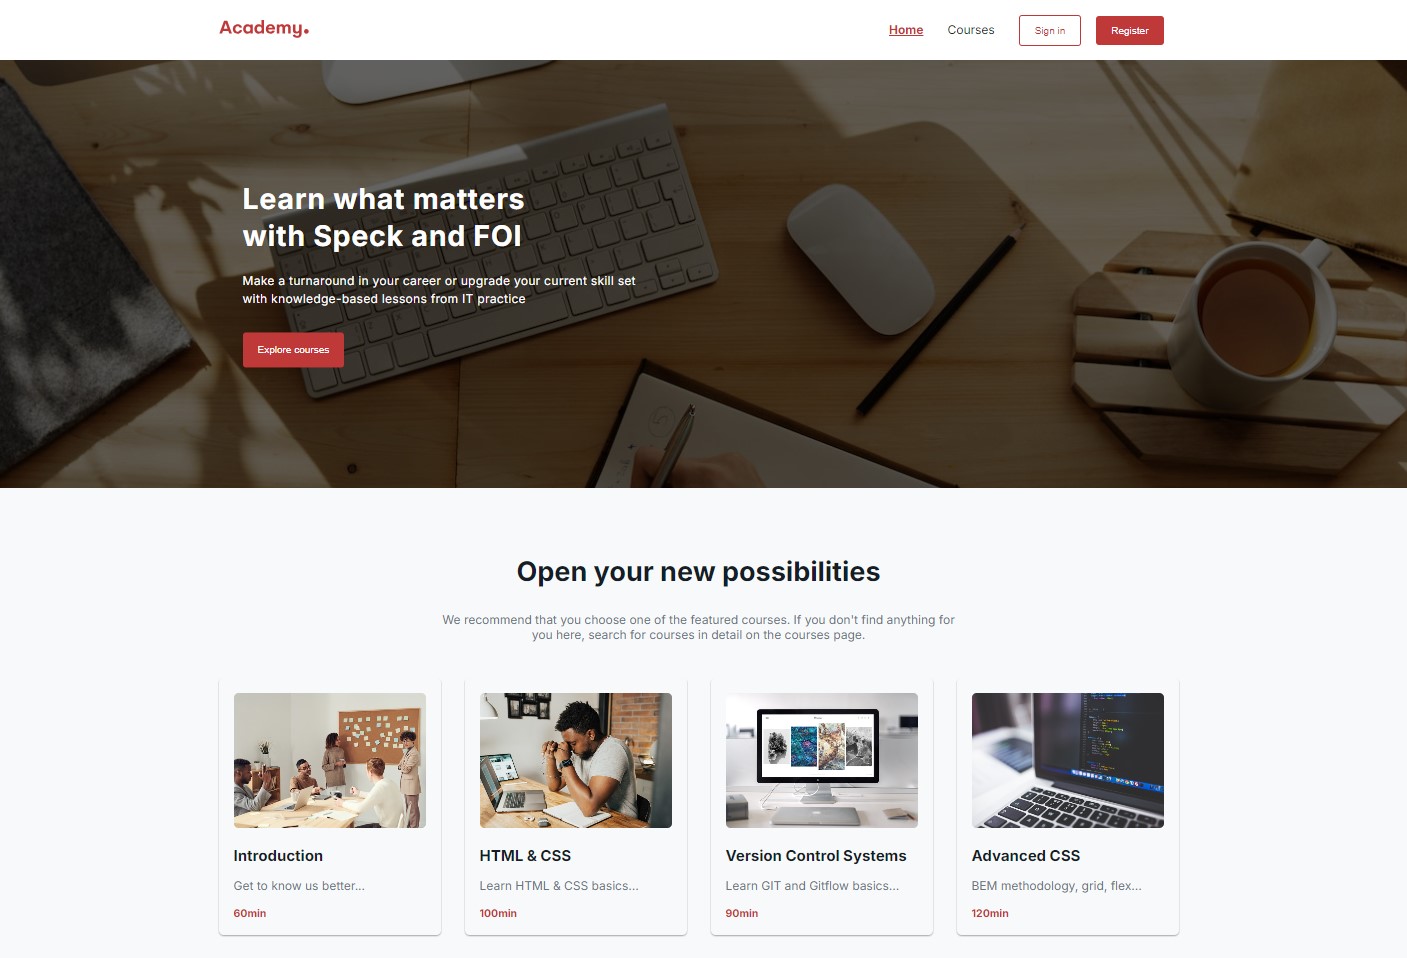 Academy.
Home
Courses
Sign in
Register
Learn what matters
with Speck and FOI
Make a turnaround in your career or upgrade your current skill set
with knowledge-based lessons from IT practice
Explore courses
Open your new possibilities
We recommend that you choose one of the featured courses. If you don't find anything for
you here, search for courses in detail on the courses page.
Introduction
Get to know us better...
60min
HTML & CSS
Learn HTML & CSS basics...
100min
Version Control Systems
Learn GIT and Gitflow basics...
90min
Advanced CSS
BEM methodology, grid, flex...
120min